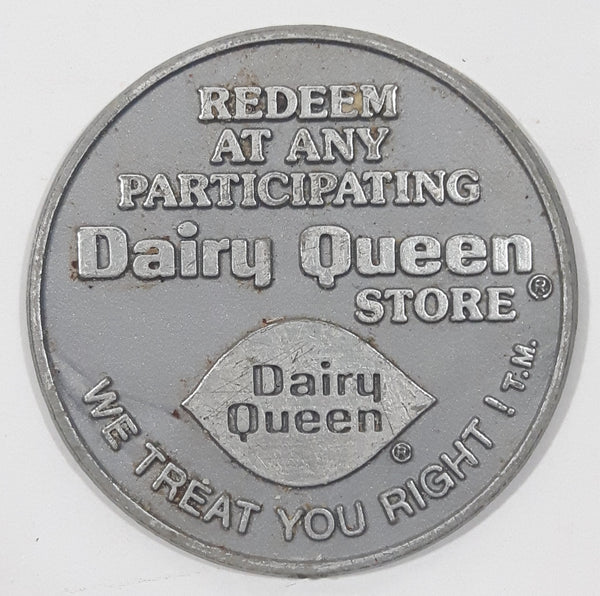 REDEEM
AT ANY
PARTICIPATING
Dairy Queen
STORE ®
Dairy
Queen ®
WE TREAT YOU RIGHT! T.M.